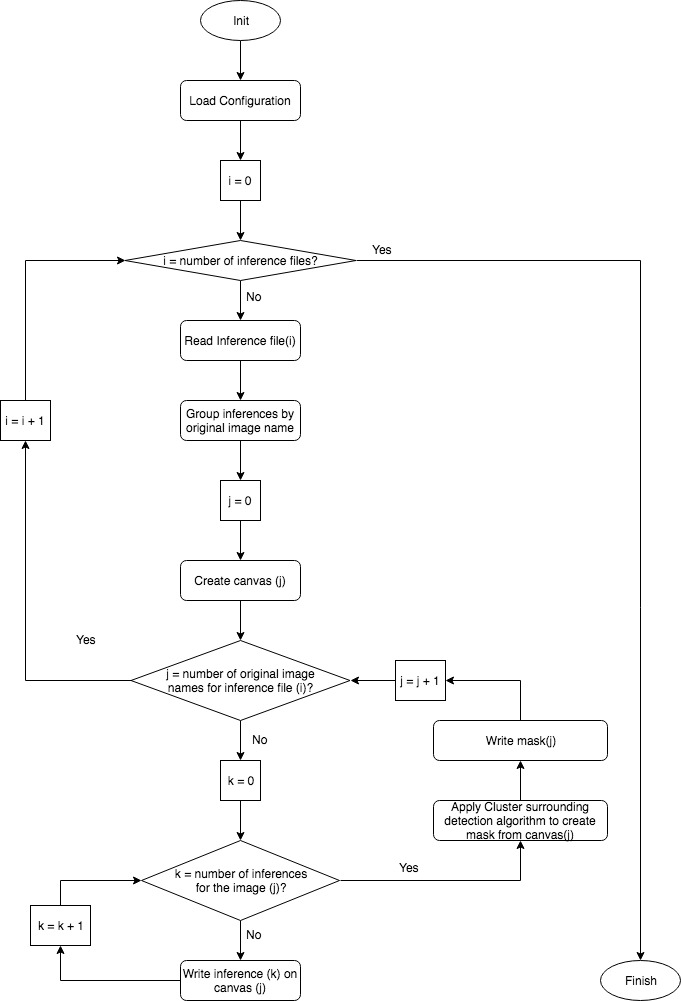 Init
Load Configuration
i = 0
i = number of inference files?
Yes
No
Read Inference file(i)
Group inferences by
original image name
i = i + 1
j = 0
Create canvas (j)
Yes
j = number of original image
names for inference file (i)?
j = j + 1
No
Write mask(j)
k = 0
Apply Cluster surrounding
detection algorithm to create
mask from canvas(j)
k = number of inferences
for the image (j)?
Yes
k = k + 1
No
Write inference (k) on
canvas (j)
Finish